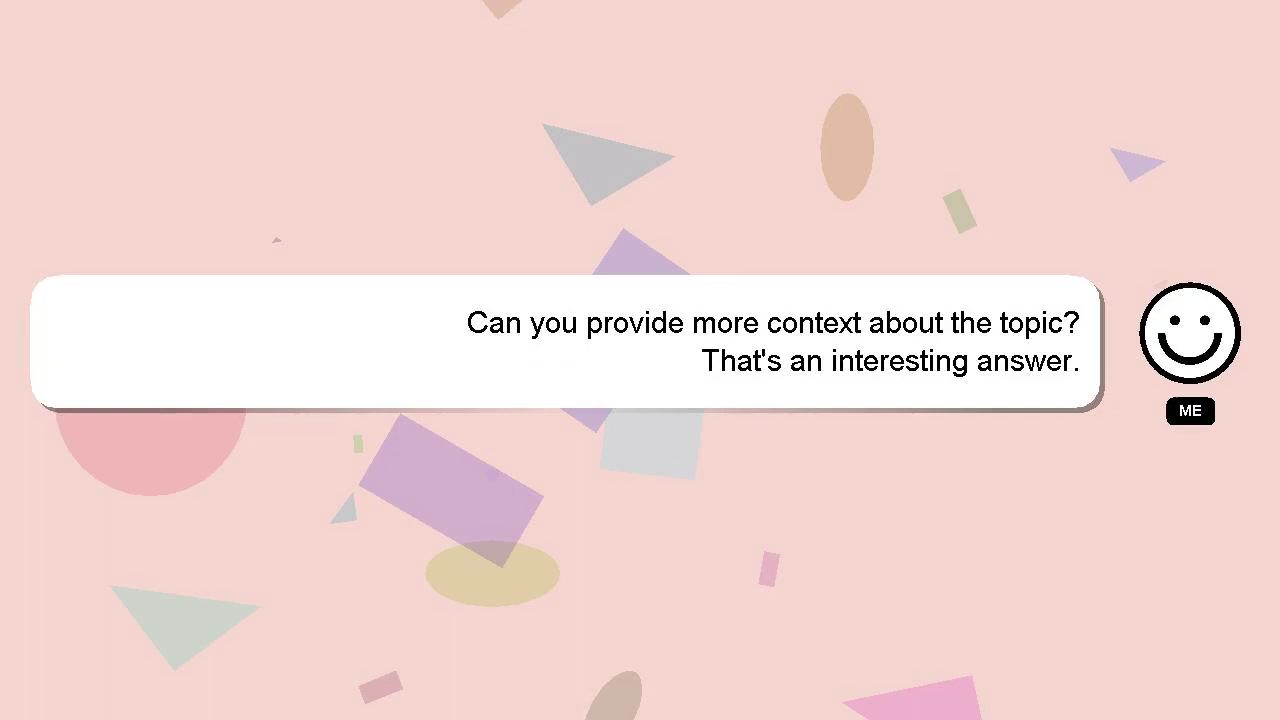 Can you provide more context about the topic?
That's an interesting answer.
ME